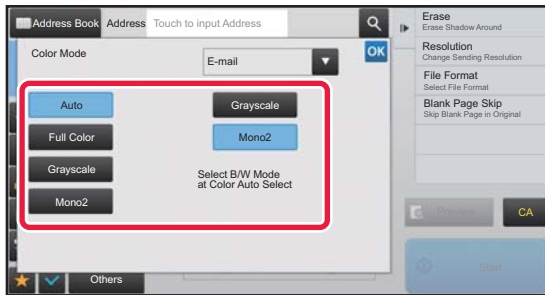 Address Book Address Touch to input Address
Color Mode
E-mail
OK
Auto
Full Color
Grayscale
Mono2
Grayscale
Mono2
Select B/W Mode
at Color Auto Select
Others
Erase
Erase Shadow Around
Resolution
Change Sending Resolution
File Format
Select File Format
Blank Page Skip
Skip Blank Page in Original
Preview
CA
Start